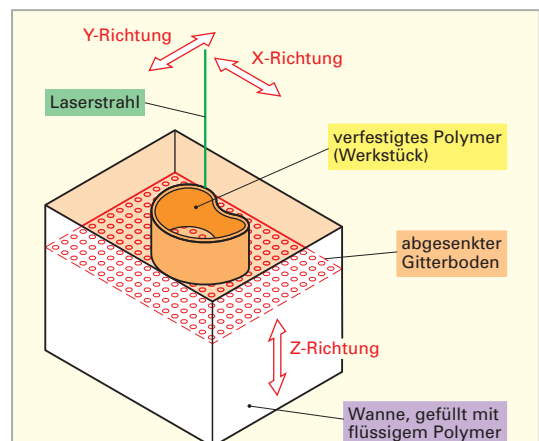 Y-Richtung
X-Richtung
Laserstrahl
verfestigtes Polymer
(Werkstück)
abgesenkter
Gitterboden
Z-Richtung
Wanne, gefüllt mit
flüssigem Polymer